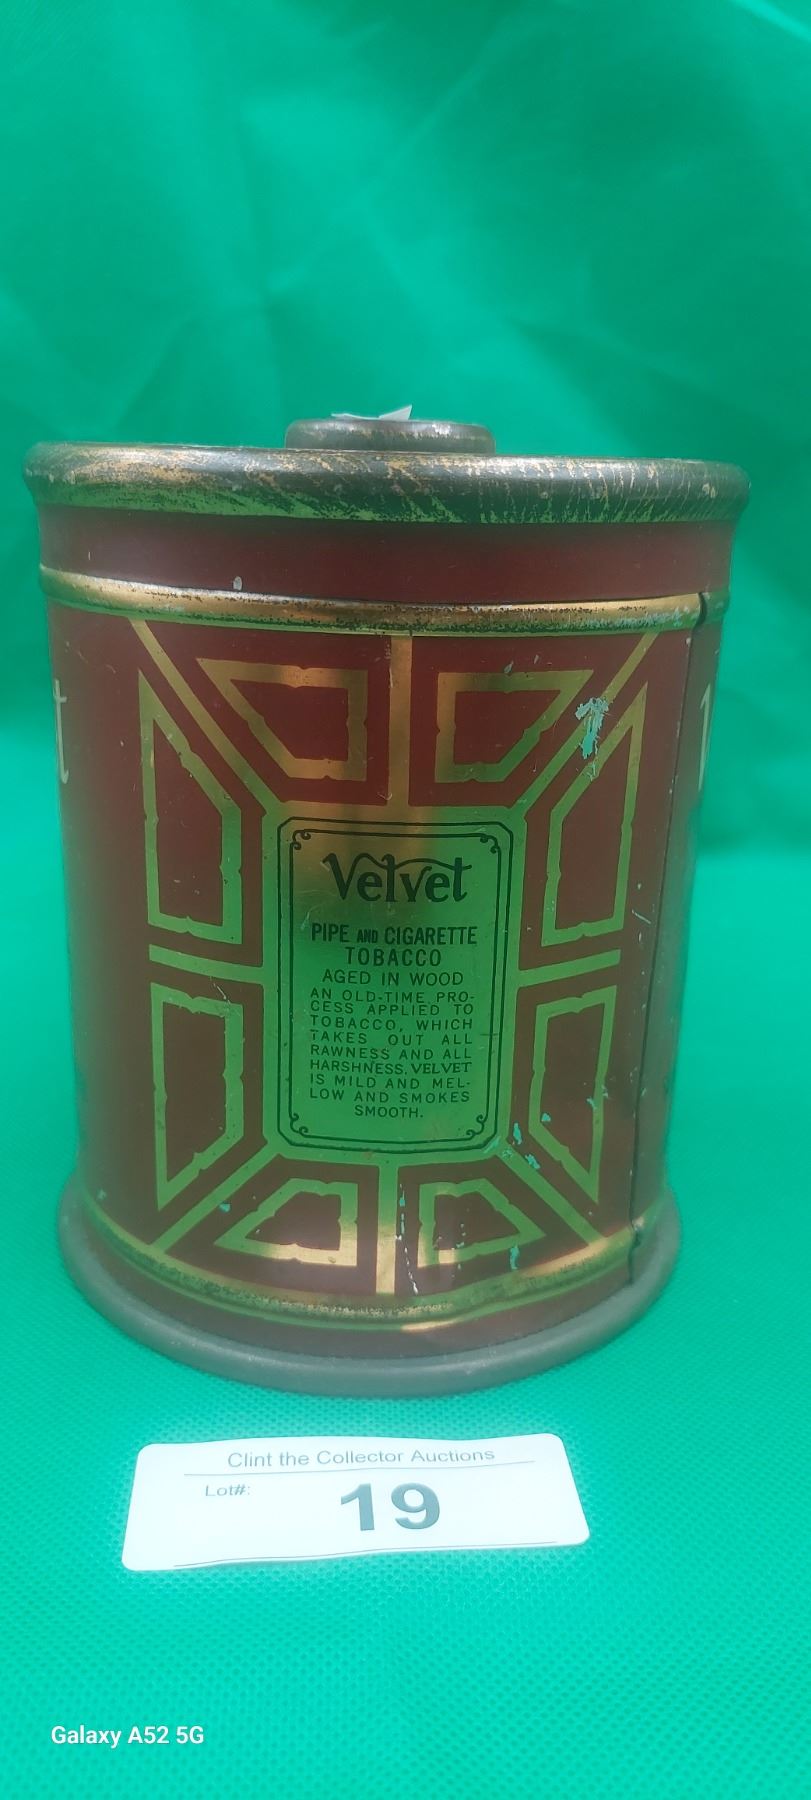 t
Velvet
PIPE AND CIGARETTE
TOBACCO
AGED IN WOOD
AN OLD-TIME PRO-
CESS APPLIED TO
TOBACCO, WHICH
TAKES OUT ALL
RAWNESS AND ALL
HARSHNESS. VELVET
IS MILD AND MEL-
LOW AND SMOKES
SMOOTH.
Clint the Collector Auctions
Lot#:
19
Galaxy A52 5G